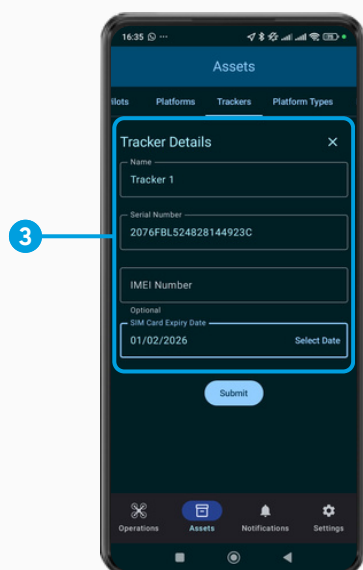 16:35
Assets
ilots Platforms Trackers Platform Types
Tracker Details
Name
Tracker 1
Serial Number
2076FBL524828144923C
IMEI Number
Optional
SIM Card Expiry Date
01/02/2026 Select Date
Submit
Operations Assets Notifications Settings
3